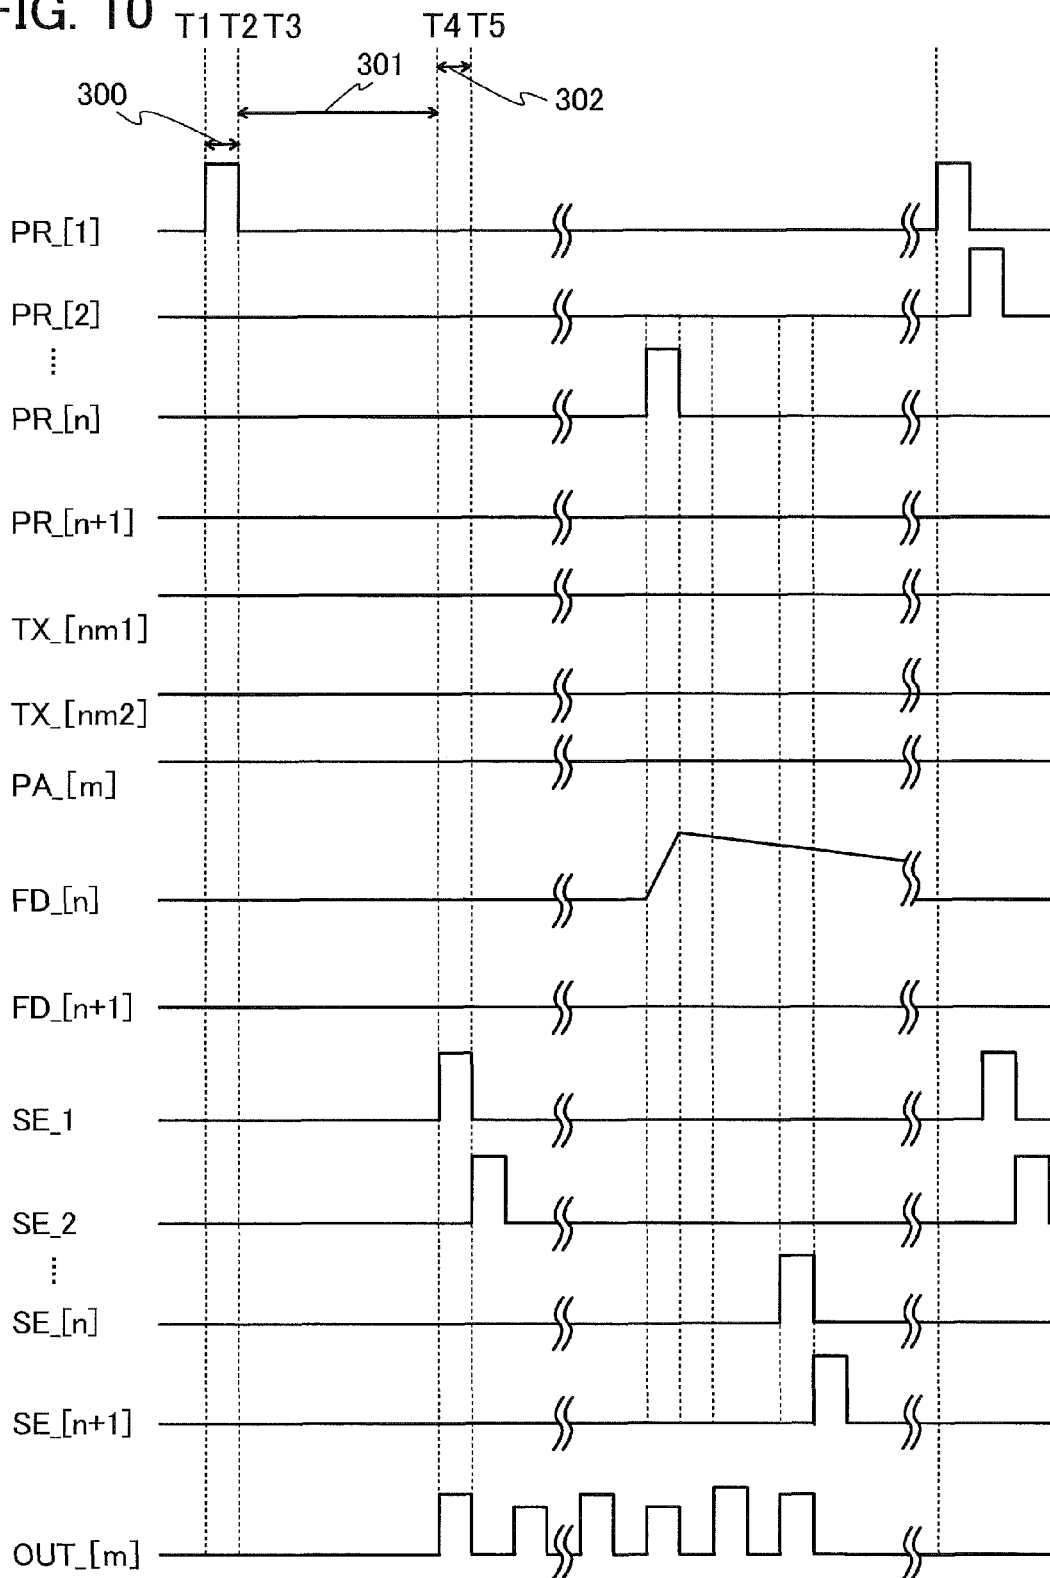 FIG. 10
T1 T2 T3 T4 T5
301
300
302
PR_[1]
PR_[2]
PR_[n]
PR_[n+1]
TX_[nm1]
TX_[nm2]
PA_[m]
FD_[n]
FD_[n+1]
SE_1
SE_2
SE_[n]
SE_[n+1]
OUT_[m]